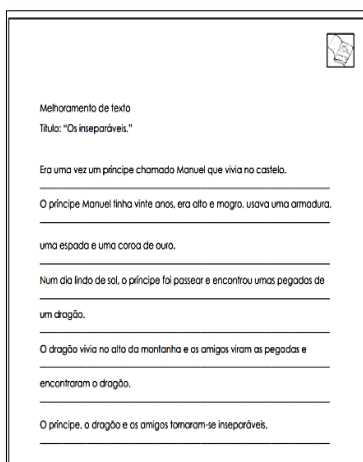 Melhoramento de texto
Título: "Os inseparáveis."
Era uma vez um príncipe chamado Manuel que vivia no castelo.
O príncipe Manuel tinha vinte anos, era alto e magro, usava uma armadura,
uma espada e uma coroa de ouro.
Num dia lindo de sol, o príncipe foi passear e encontrou umas pegadas de
um dragão.
O dragão vivia no alto da montanha e os amigos viram as pegadas e
encontraram o dragão.
O príncipe, o dragão e os amigos tornaram-se inseparáveis.